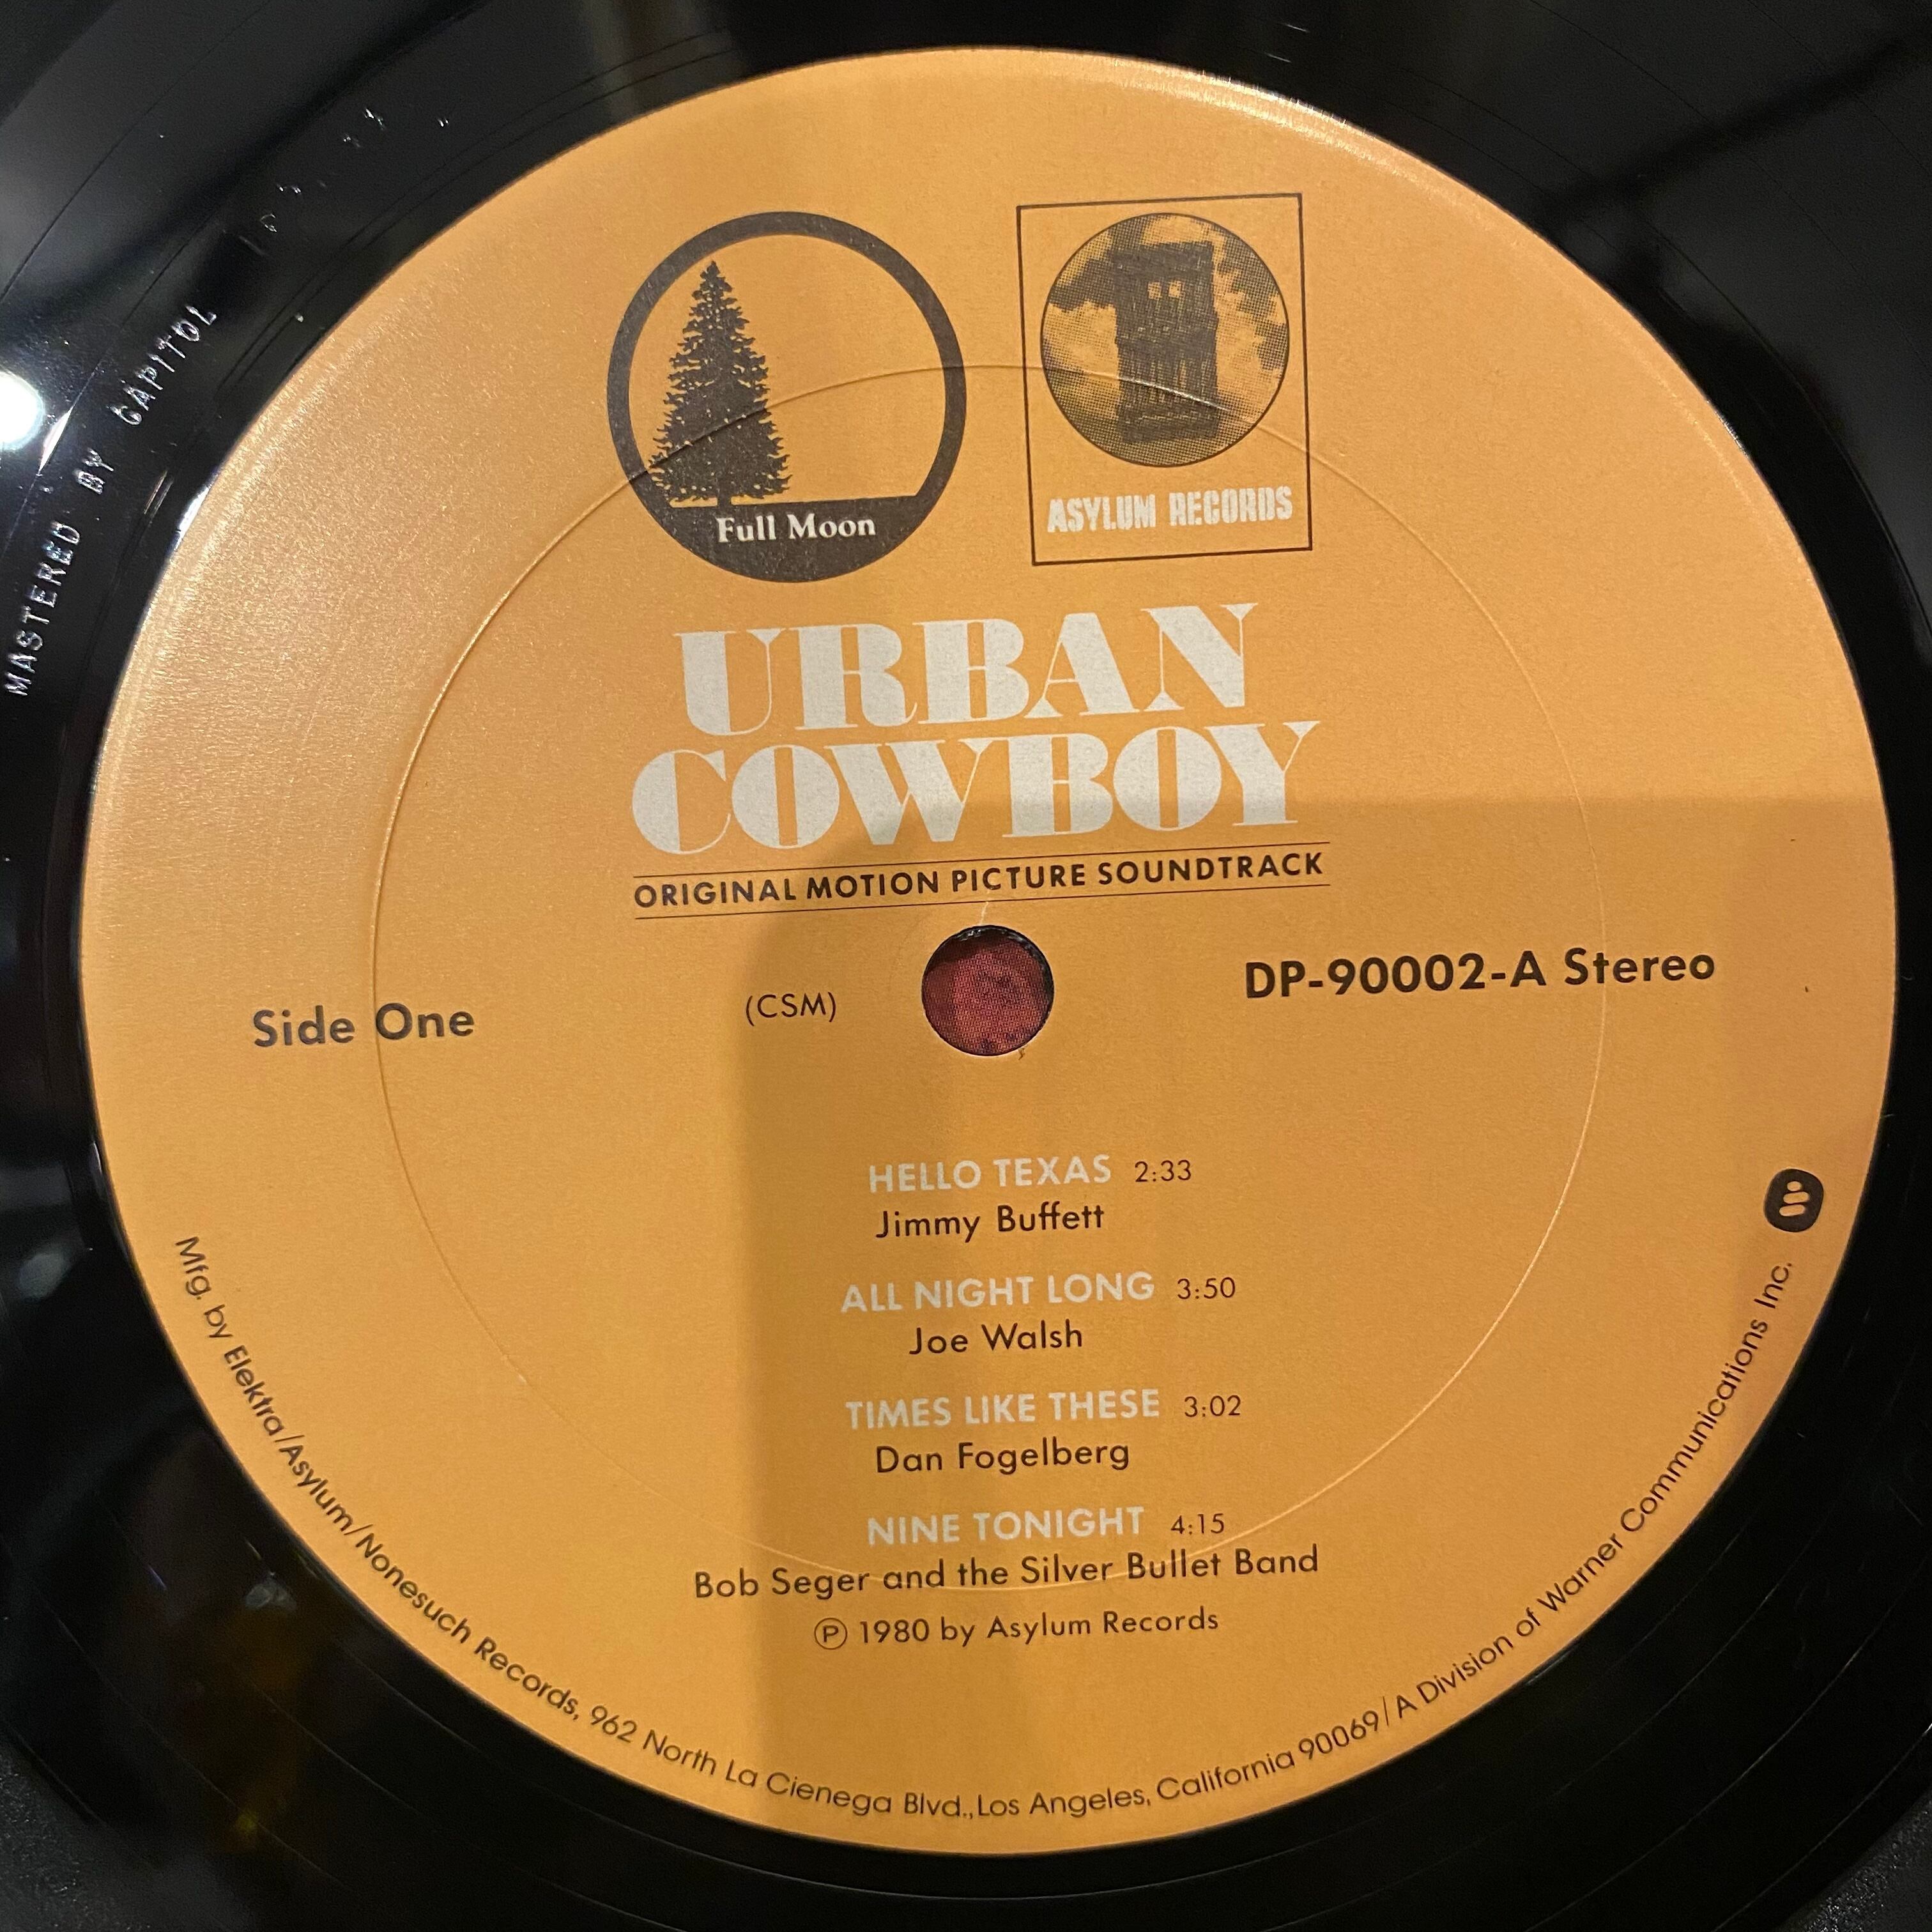 MASTERED BY CAPITOL
Full Moon
ASYLUM RECORDS
URBAN
COWBOY
ORIGINAL MOTION PICTURE SOUNDTRACK
Side One
(CSM)
DP-90002-A Stereo
HELLO TEXAS 2:33
Jimmy Buffett
ALL NIGHT LONG 3:50
Joe Walsh
TIMES LIKE THESE 3:02
Dan Fogelberg
NINE TONIGHT 4:15
Bob Seger and the Silver Bullet Band
Ⓟ 1980 by Asylum Records
Mfg. by Elektra/Asylum/Nonesuch Records, 962 North La Cienega Blvd., Los Angeles, California 90069/A Division of Warner Communications Inc.